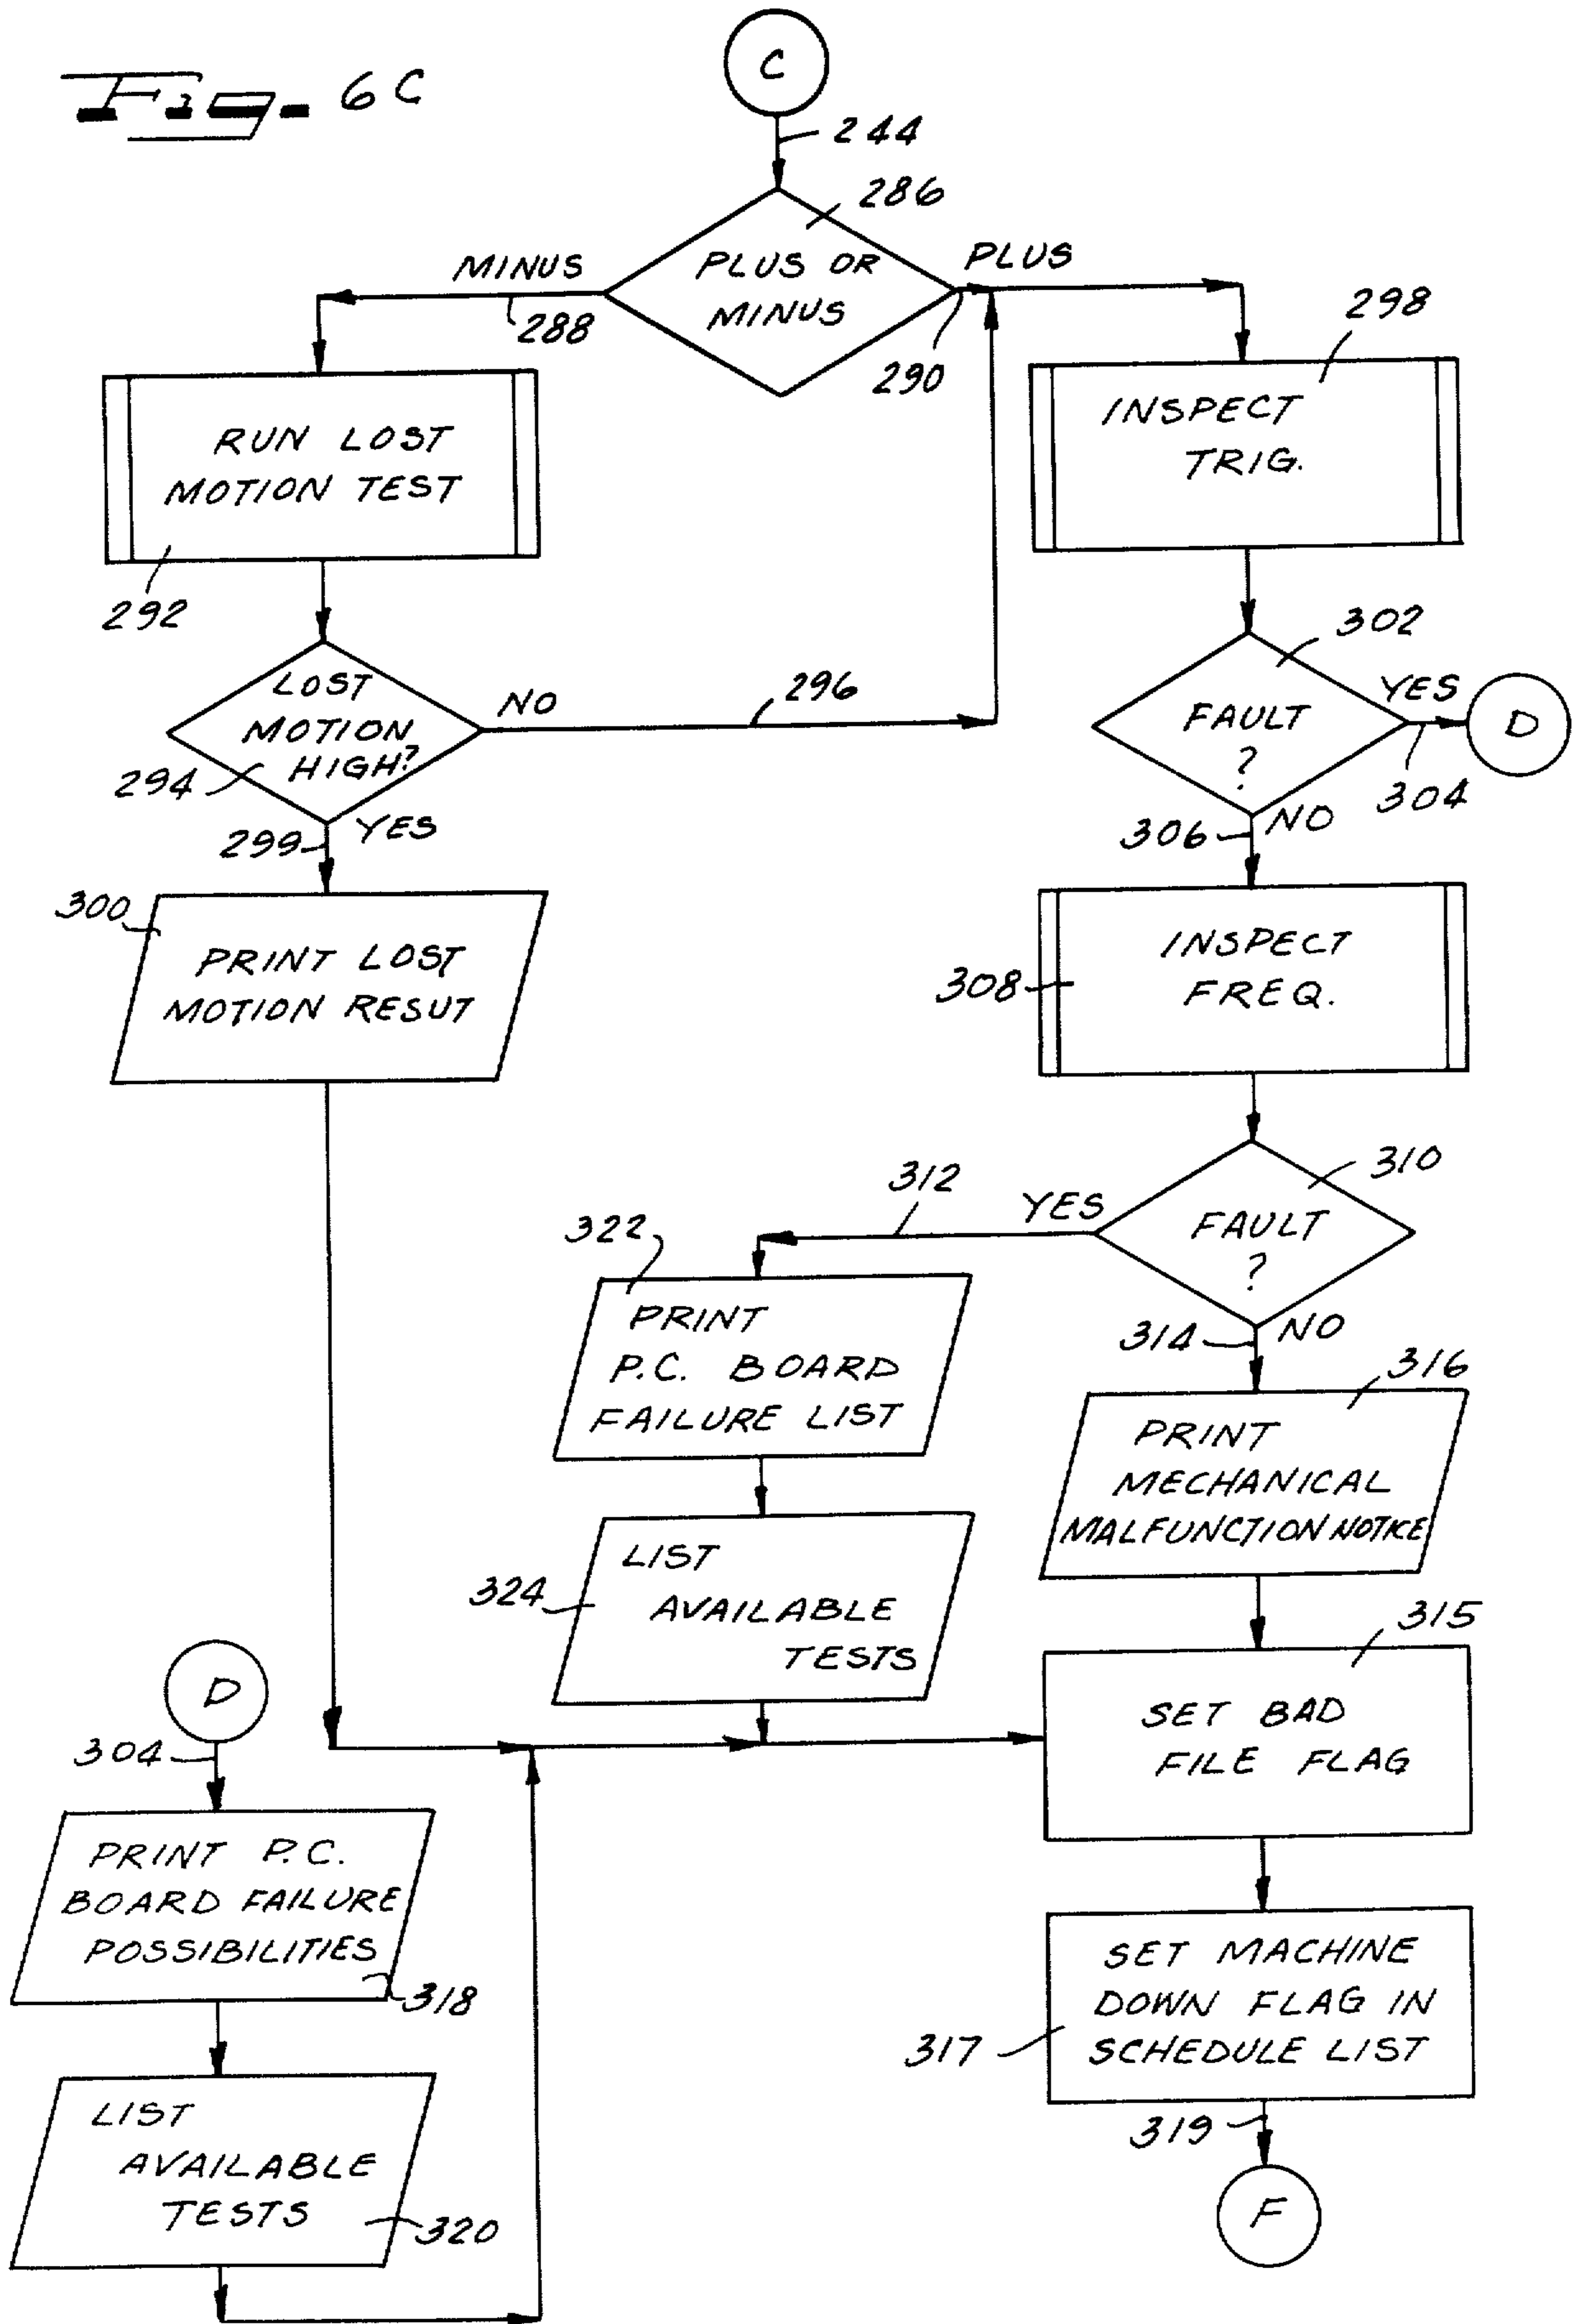 Fig. 6C
C
244
286
PLUS OR
MINUS
MINUS
288
PLUS
290
298
RUN LOST
MOTION TEST
292
INSPECT
TRIG.
302
LOST
MOTION
HIGH?
294
NO
296
FAULT
?
YES
304
D
299
YES
306
NO
300
PRINT LOST
MOTION RESUT
308
INSPECT
FREQ.
310
FAULT
?
312
YES
322
PRINT
P.C. BOARD
FAILURE LIST
314
NO
316
PRINT
MECHANICAL
MALFUNCTION NOTICE
324
LIST
AVAILABLE
TESTS
315
SET BAD
FILE FLAG
D
304
PRINT P.C.
BOARD FAILURE
POSSIBILITIES
318
317
SET MACHINE
DOWN FLAG IN
SCHEDULE LIST
LIST
AVAILABLE
TESTS
320
319
F